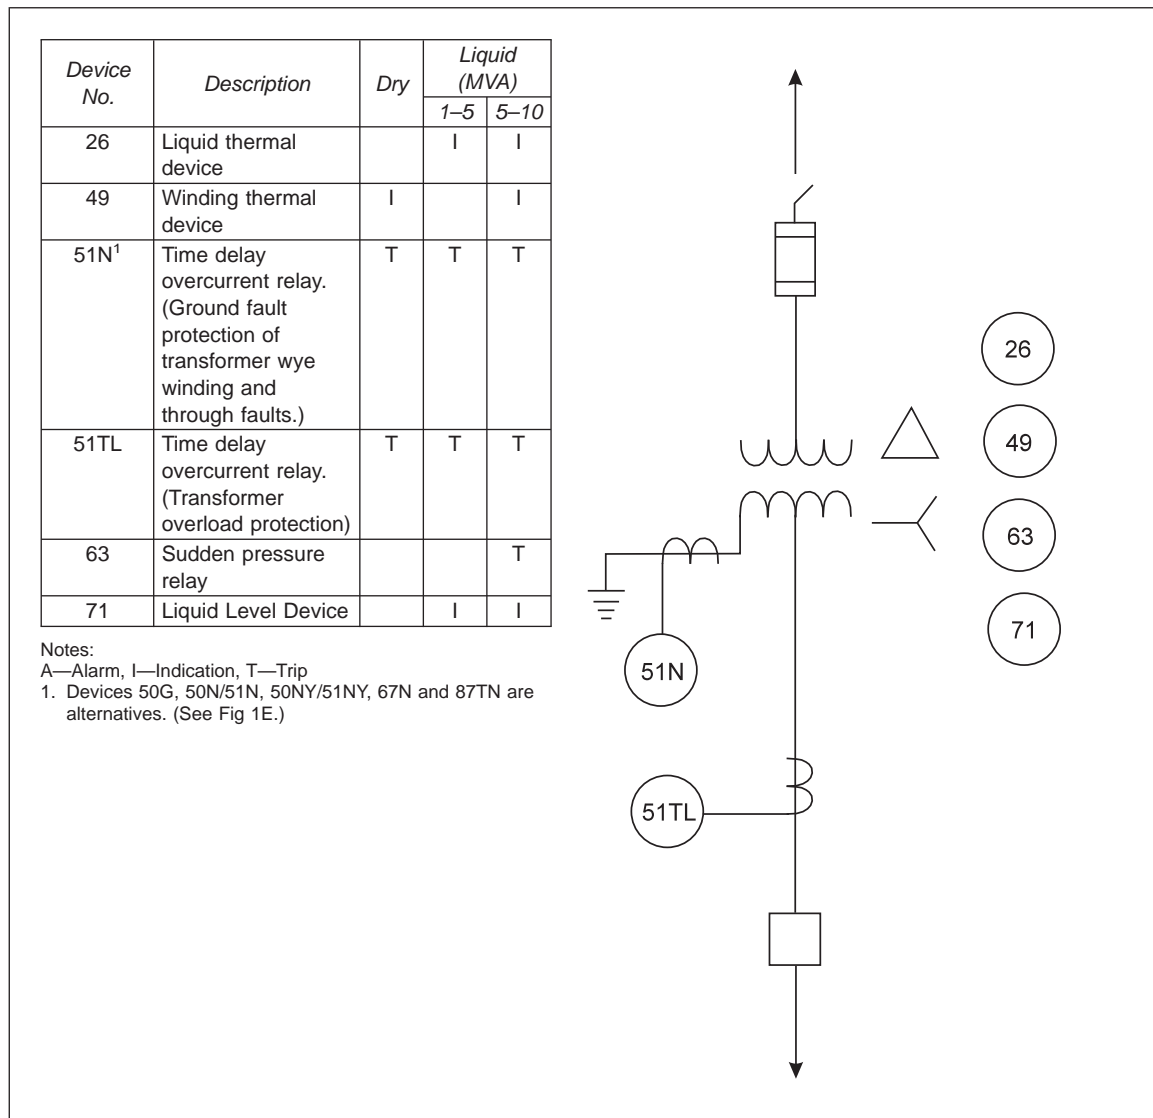 Device No. Description Dry Liquid (MVA)
1–5 5–10
26 Liquid thermal device I I
49 Winding thermal device I I
51N1 Time delay overcurrent relay. (Ground fault protection of transformer wye winding and through faults.) T T T
51TL Time delay overcurrent relay. (Transformer overload protection) T T T
63 Sudden pressure relay T
71 Liquid Level Device I I
Notes:
A—Alarm, I—Indication, T—Trip
1. Devices 50G, 50N/51N, 50NY/51NY, 67N and 87TN are
alternatives. (See Fig 1E.)
26
49
63
71
51N
51TL